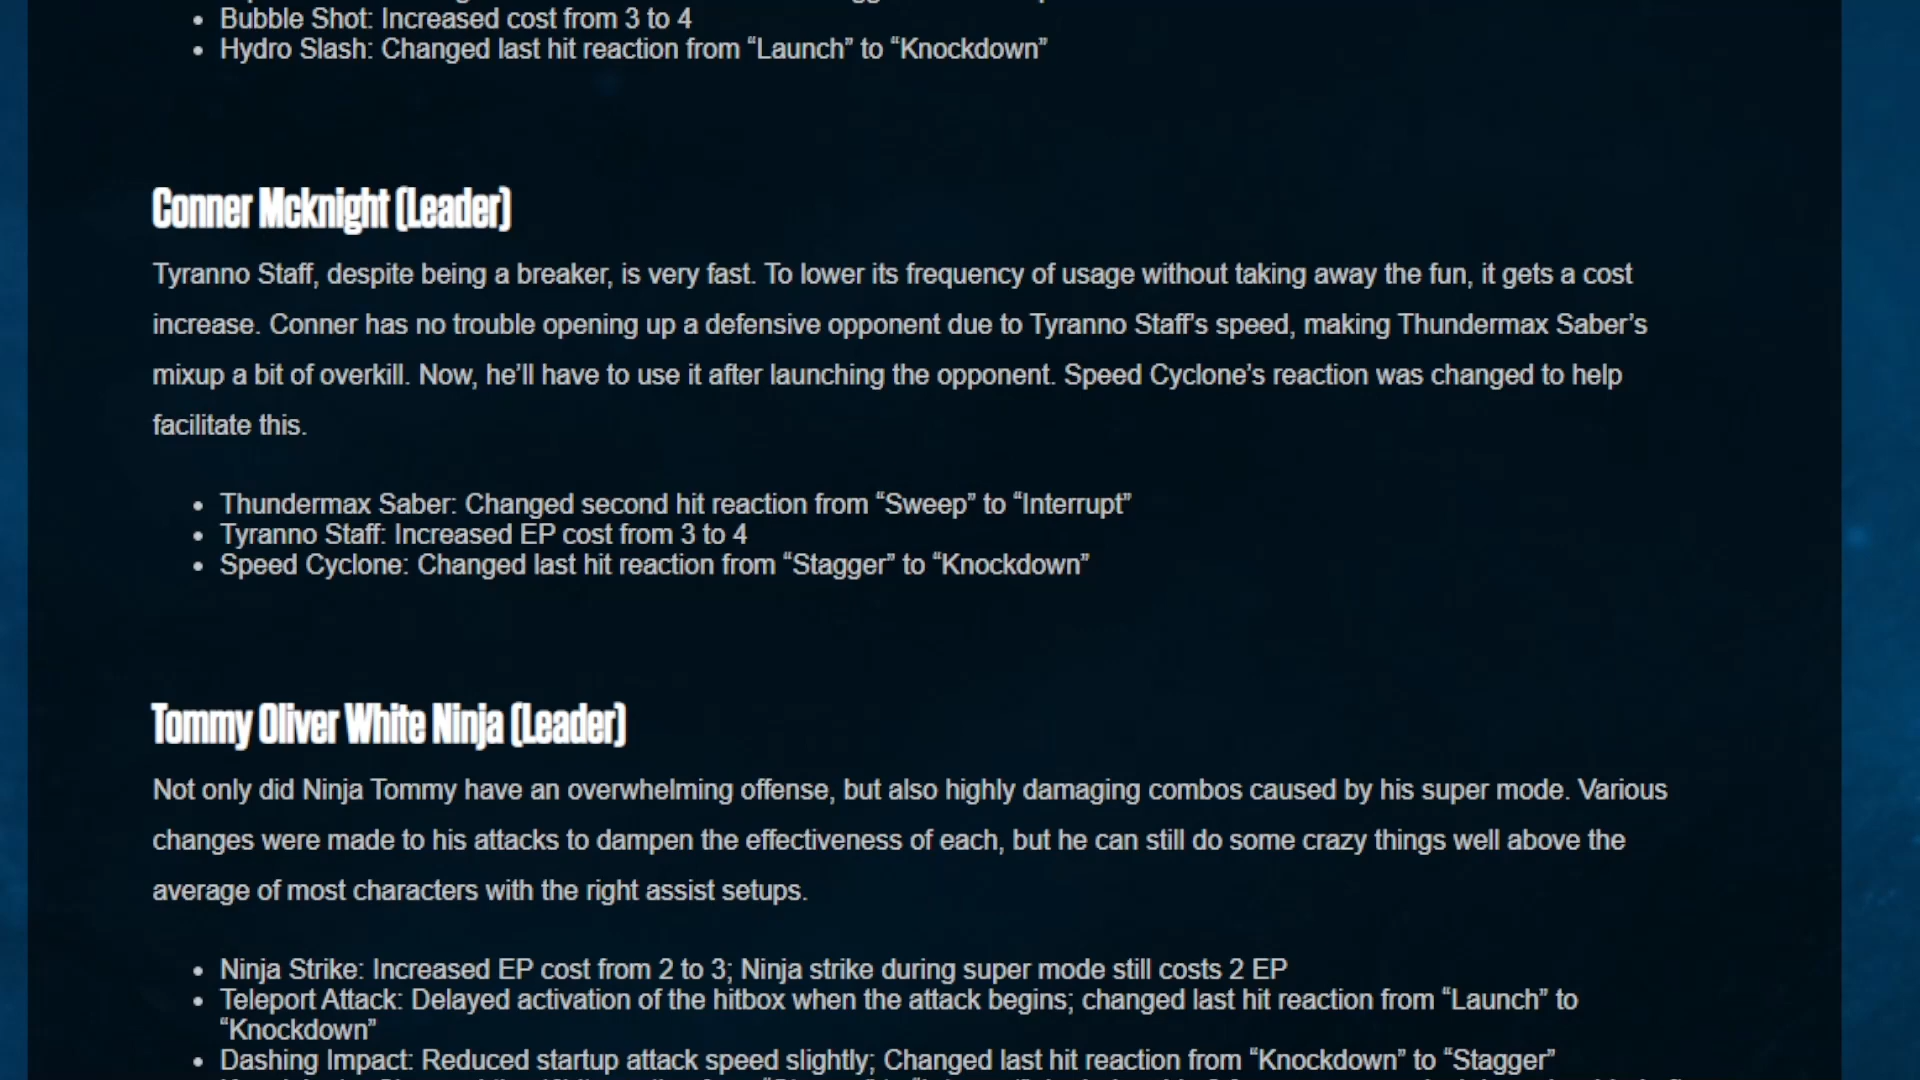 Bubble Shot: Increased cost from 3 to 4
Hydro Slash: Changed last hit reaction from “Launch” to “Knockdown”
Conner Mcknight (Leader)
Tyranno Staff, despite being a breaker, is very fast. To lower its frequency of usage without taking away the fun, it gets a cost
increase. Conner has no trouble opening up a defensive opponent due to Tyranno Staff’s speed, making Thundermax Saber’s
mixup a bit of overkill. Now, he’ll have to use it after launching the opponent. Speed Cyclone’s reaction was changed to help
facilitate this.
Thundermax Saber: Changed second hit reaction from “Sweep” to “Interrupt”
Tyranno Staff: Increased EP cost from 3 to 4
Speed Cyclone: Changed last hit reaction from “Stagger” to “Knockdown”
Tommy Oliver White Ninja (Leader)
Not only did Ninja Tommy have an overwhelming offense, but also highly damaging combos caused by his super mode. Various
changes were made to his attacks to dampen the effectiveness of each, but he can still do some crazy things well above the
average of most characters with the right assist setups.
Ninja Strike: Increased EP cost from 2 to 3; Ninja strike during super mode still costs 2 EP
Teleport Attack: Delayed activation of the hitbox when the attack begins; changed last hit reaction from “Launch” to
“Knockdown”
Dashing Impact: Reduced startup attack speed slightly; Changed last hit reaction from “Knockdown” to “Stagger”